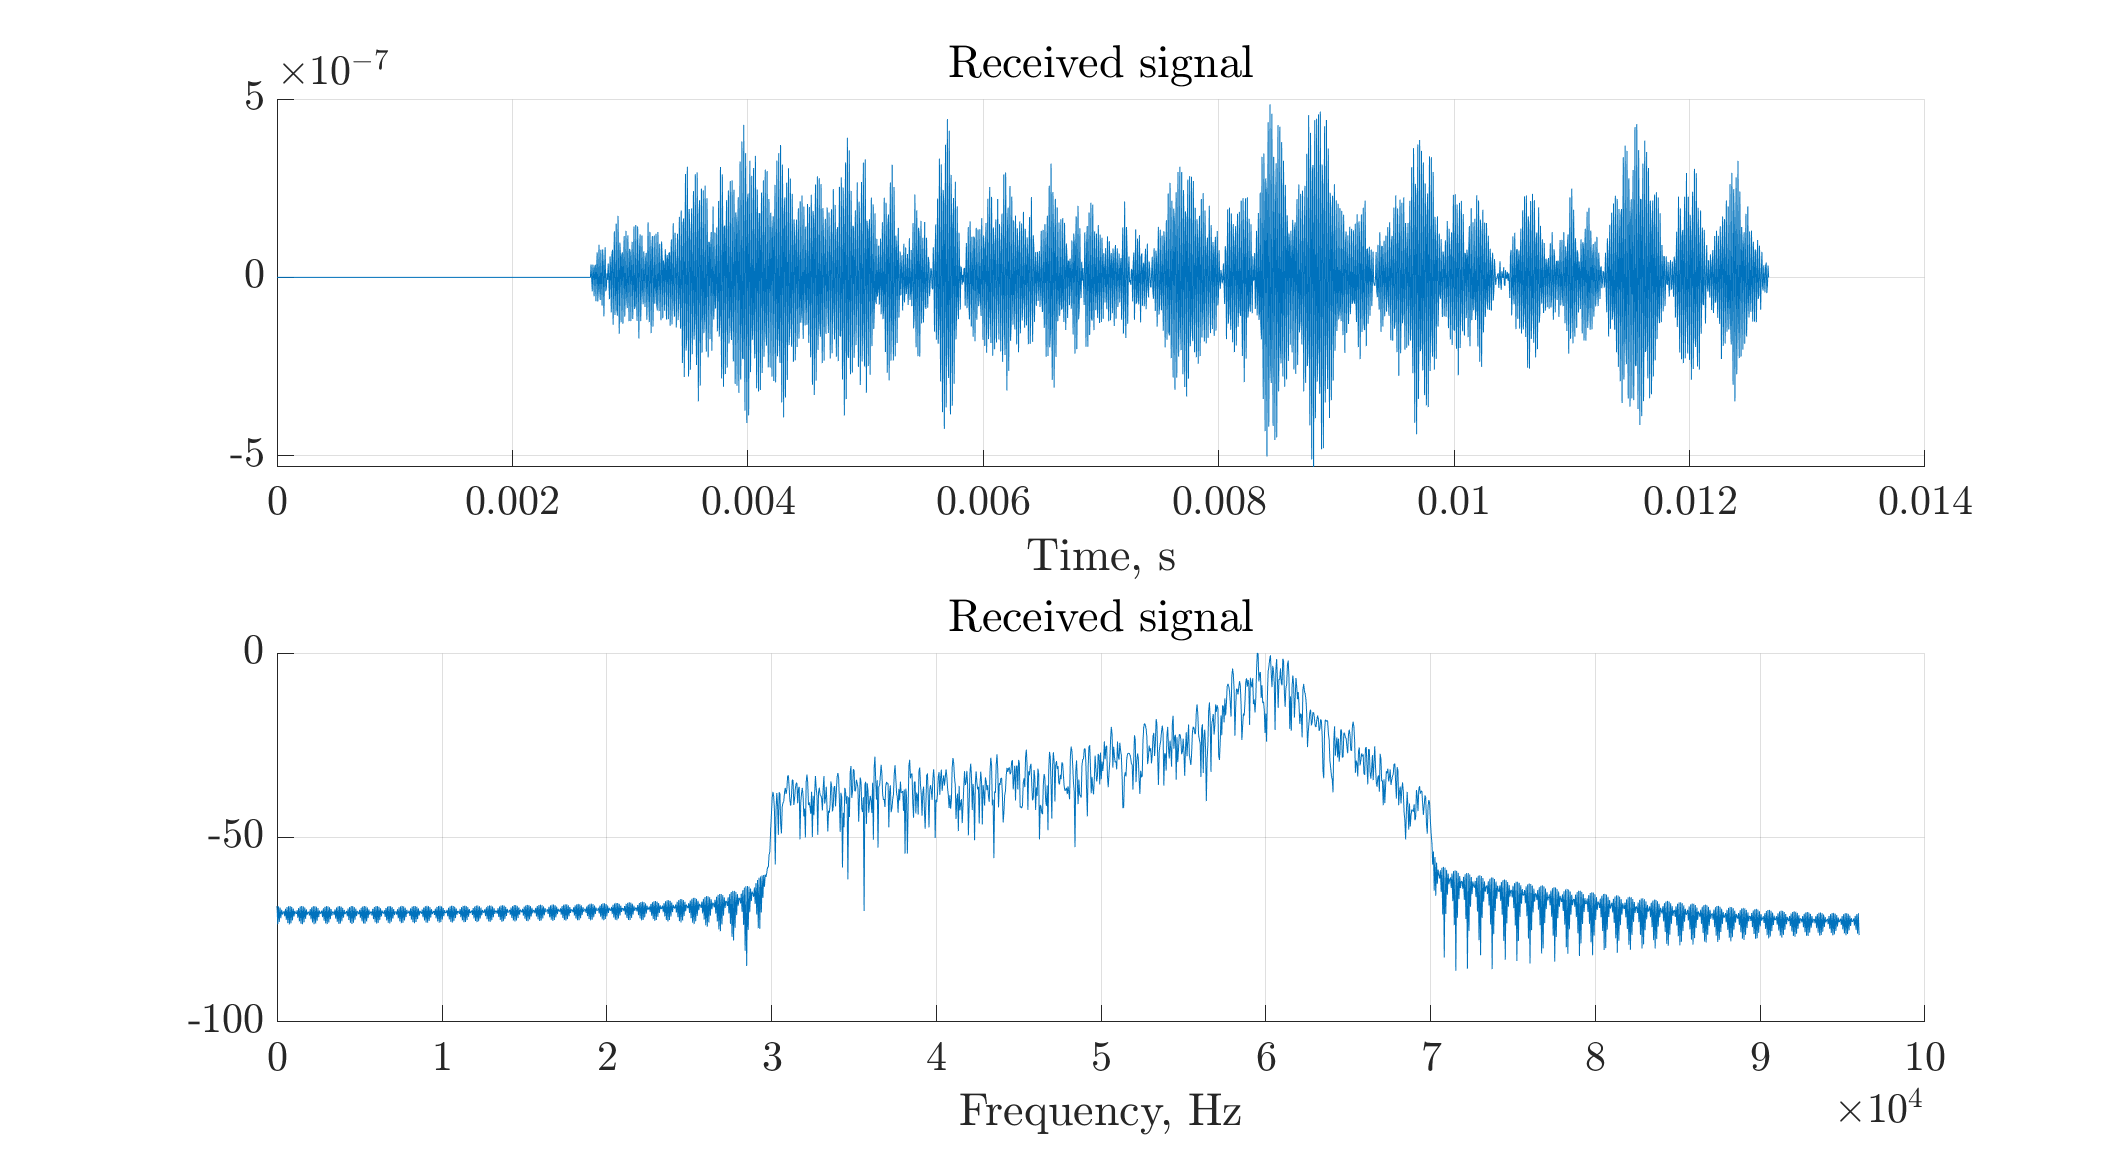 Received signal
×10⁻⁷
5
0
-5
0 0.002 0.004 0.006 0.008 0.01 0.012 0.014
Time, s
Received signal
0
-50
-100
0 1 2 3 4 5 6 7 8 9 10
×10⁴
Frequency, Hz